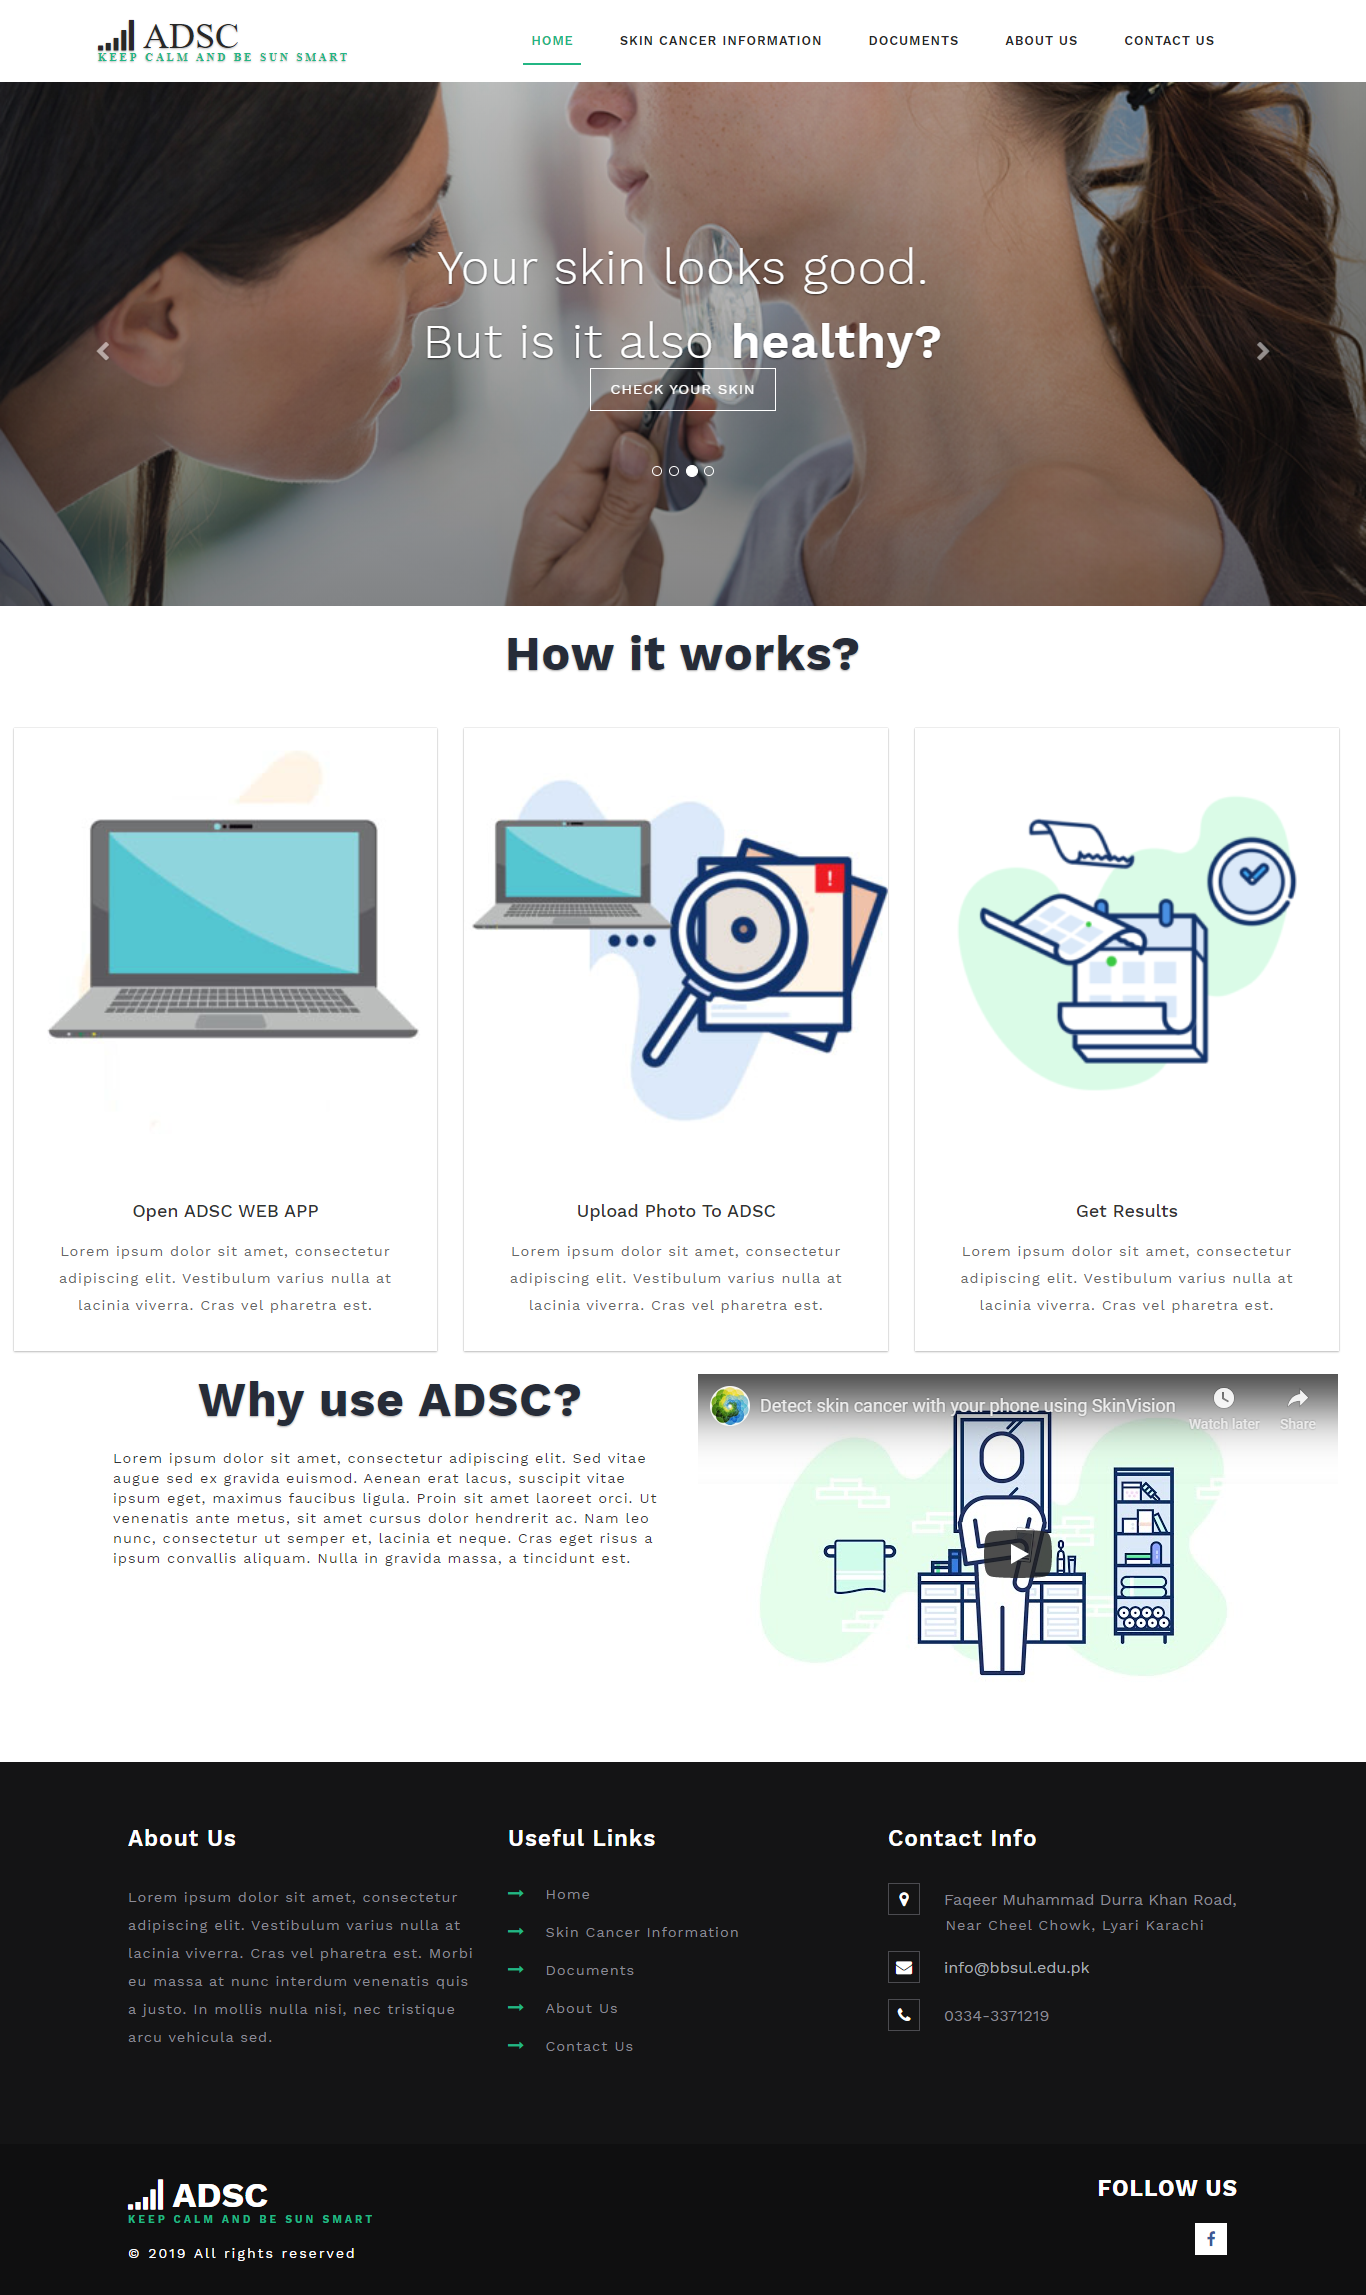 ADSC
KEEP CALM AND BE SUN SMART
HOME
SKIN CANCER INFORMATION
DOCUMENTS
ABOUT US
CONTACT US
Your skin looks good.
But is it also healthy?
CHECK YOUR SKIN
How it works?
!
Open ADSC WEB APP
Lorem ipsum dolor sit amet, consectetur
adipiscing elit. Vestibulum varius nulla at
lacinia viverra. Cras vel pharetra est.
Upload Photo To ADSC
Lorem ipsum dolor sit amet, consectetur
adipiscing elit. Vestibulum varius nulla at
lacinia viverra. Cras vel pharetra est.
Get Results
Lorem ipsum dolor sit amet, consectetur
adipiscing elit. Vestibulum varius nulla at
lacinia viverra. Cras vel pharetra est.
Why use ADSC?
Lorem ipsum dolor sit amet, consectetur adipiscing elit. Sed vitae
augue sed ex gravida euismod. Aenean erat lacus, suscipit vitae
ipsum eget, maximus faucibus ligula. Proin sit amet laoreet orci. Ut
venenatis ante metus, sit amet cursus dolor hendrerit ac. Nam leo
nunc, consectetur ut semper et, lacinia et neque. Cras eget risus a
ipsum convallis aliquam. Nulla in gravida massa, a tincidunt est.
Detect skin cancer with your phone using SkinVision
Watch later
Share
About Us
Lorem ipsum dolor sit amet, consectetur
adipiscing elit. Vestibulum varius nulla at
lacinia viverra. Cras vel pharetra est. Morbi
eu massa at nunc interdum venenatis quis
a justo. In mollis nulla nisi, nec tristique
arcu vehicula sed.
Useful Links
Home
Skin Cancer Information
Documents
About Us
Contact Us
Contact Info
Faqeer Muhammad Durra Khan Road,
Near Cheel Chowk, Lyari Karachi
info@bbsul.edu.pk
0334-3371219
ADSC
KEEP CALM AND BE SUN SMART
© 2019 All rights reserved
FOLLOW US